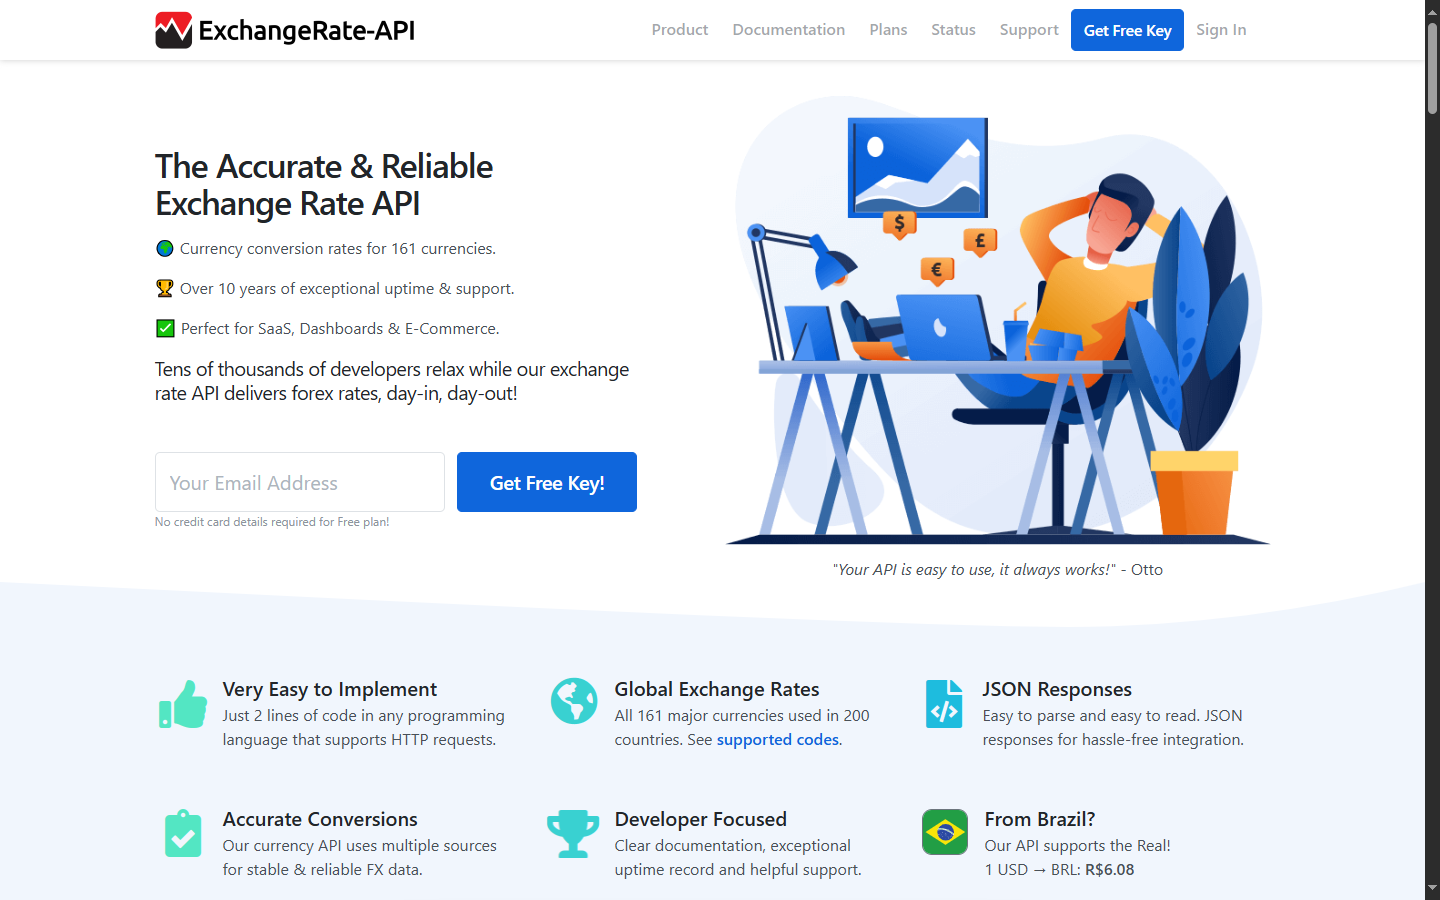 ExchangeRate-API
Product Documentation Plans Status Support Get Free Key Sign In
The Accurate & Reliable
Exchange Rate API
Currency conversion rates for 161 currencies.
Over 10 years of exceptional uptime & support.
Perfect for SaaS, Dashboards & E-Commerce.
Tens of thousands of developers relax while our exchange
rate API delivers forex rates, day-in, day-out!
Your Email Address
Get Free Key!
No credit card details required for Free plan!
$
£
€
"Your API is easy to use, it always works!" - Otto
Very Easy to Implement
Just 2 lines of code in any programming
language that supports HTTP requests.
Global Exchange Rates
All 161 major currencies used in 200
countries. See supported codes.
JSON Responses
Easy to parse and easy to read. JSON
responses for hassle-free integration.
Accurate Conversions
Our currency API uses multiple sources
for stable & reliable FX data.
Developer Focused
Clear documentation, exceptional
uptime record and helpful support.
From Brazil?
Our API supports the Real!
1 USD → BRL: R$6.08